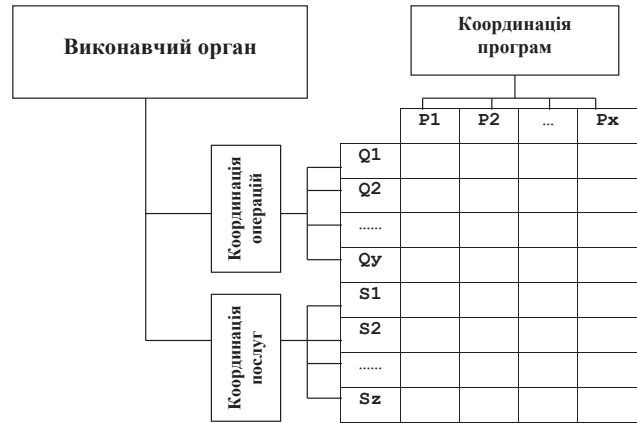 Виконавчий орган
Координація
програм
P1 P2 … Px
Координація
операцій
Q1
Q2
……
Qy
Координація
послуг
S1
S2
……
Sz